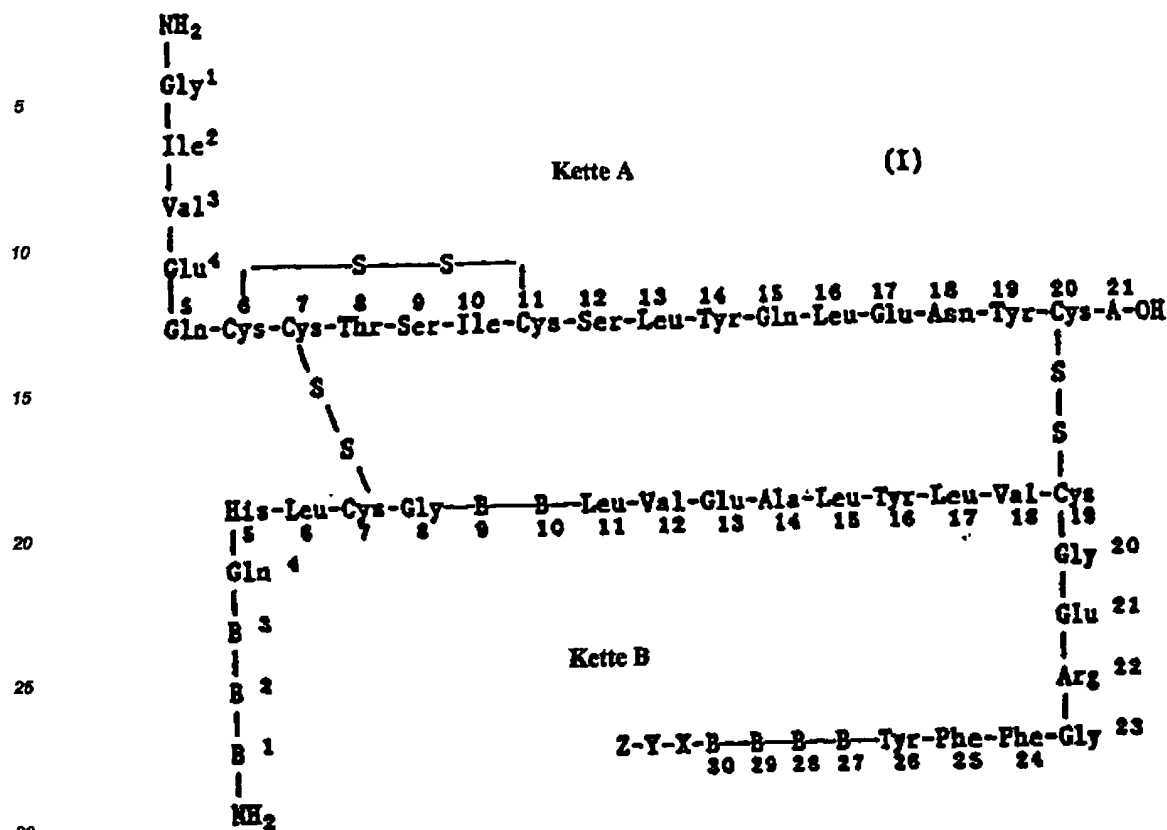 NH2
Gly1
5
Ile2
Kette A (I)
Val3
10
Glu4 S S
5 6 7 8 9 10 11 12 13 14 15 16 17 18 19 20 21
Gln-Cys-Cys-Thr-Ser-Ile-Cys-Ser-Leu-Tyr-Gln-Leu-Glu-Asn-Tyr-Cys-A-OH
S S
15
S S
His-Leu-Cys-Gly-B-B-Leu-Val-Glu-Ala-Leu-Tyr-Leu-Val-Cys
5 6 7 8 9 10 11 12 13 14 15 16 17 18 19
20
Gly 20
Gln 4
Glu 21
B 3
Kette B
Arg 22
25
B 2
Z-Y-X-B-B-B-B-Tyr-Phe-Phe-Gly 23
B 1
30 29 28 27 26 25 24
NH2